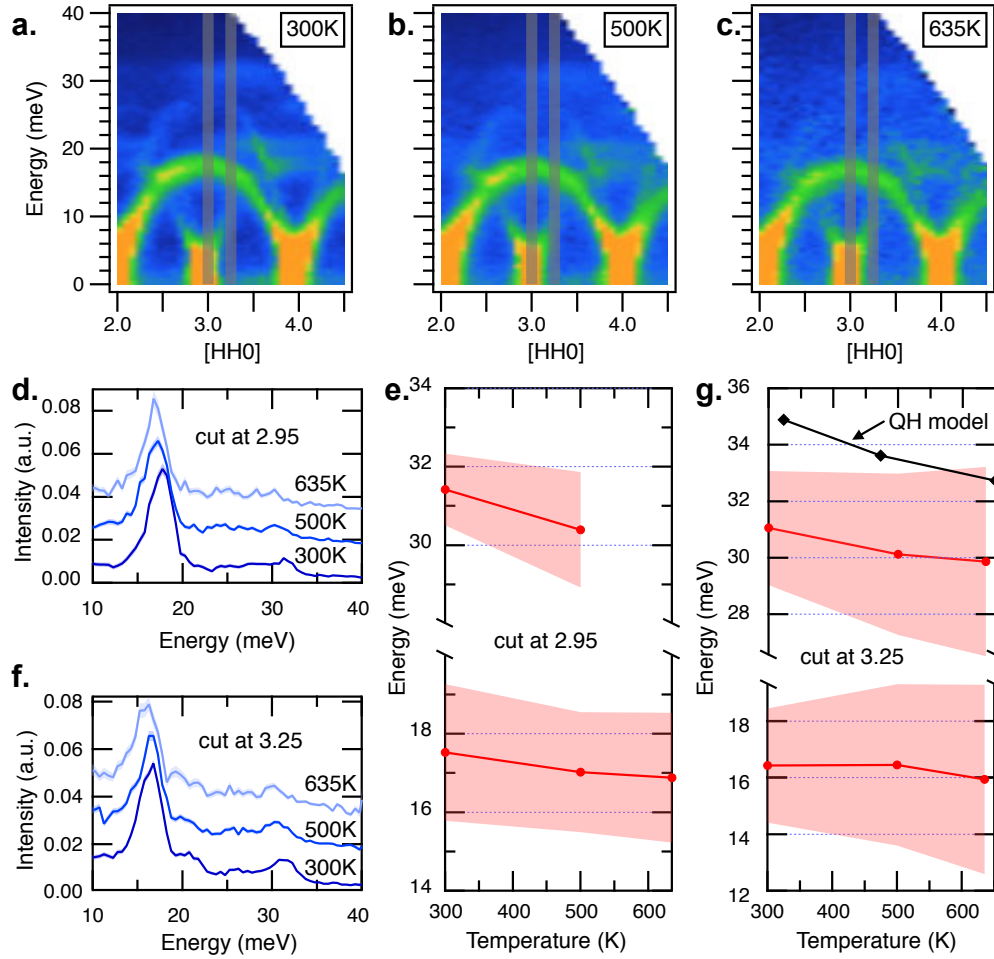 a.
300K
b.
500K
c.
635K
40
30
20
10
0
Energy (meV)
2.0
3.0
4.0
[HH0]
2.0
3.0
4.0
[HH0]
2.0
3.0
4.0
[HH0]
d.
0.08
0.06
0.04
0.02
0.00
Intensity (a.u.)
cut at 2.95
635K
500K
300K
10
20
30
40
Energy (meV)
e.
34
32
30
18
16
14
Energy (meV)
cut at 2.95
300
400
500
600
Temperature (K)
f.
0.08
0.06
0.04
0.02
0.00
Intensity (a.u.)
cut at 3.25
635K
500K
300K
10
20
30
40
Energy (meV)
g.
36
34
32
30
28
18
16
14
12
Energy (meV)
QH model
cut at 3.25
300
400
500
600
Temperature (K)